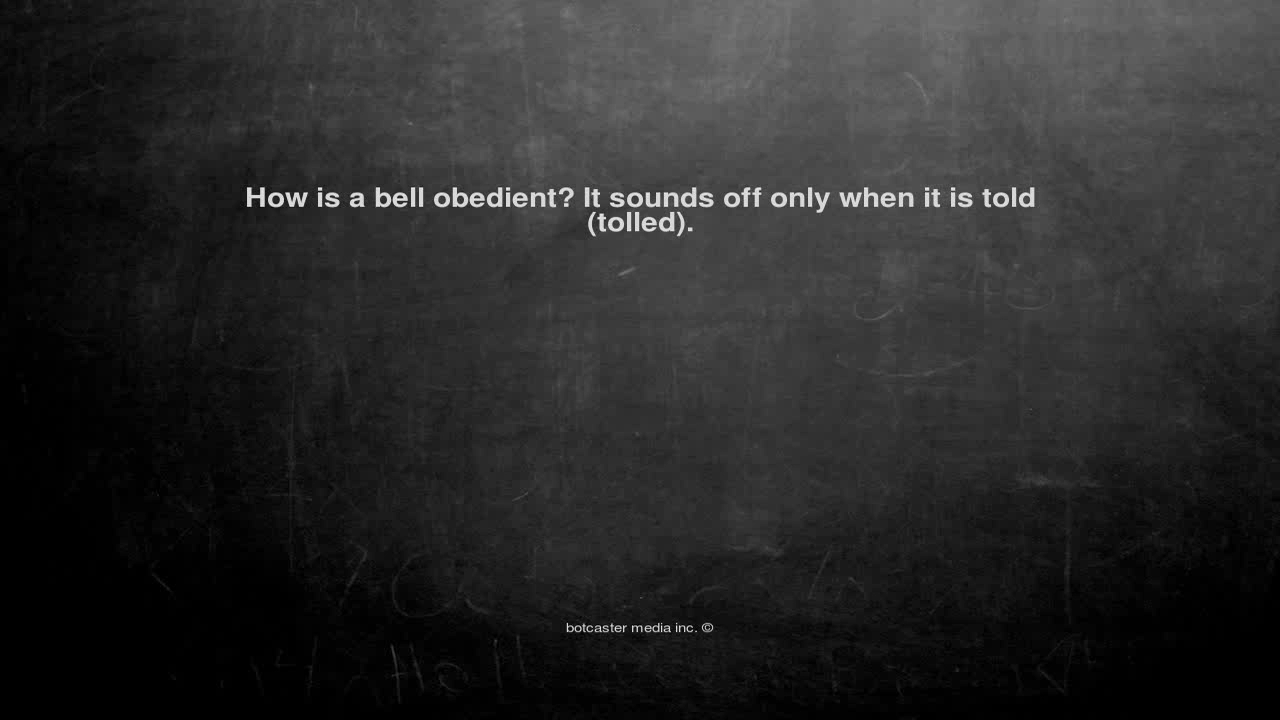 How is a bell obedient? It sounds off only when it is told
(tolled).
botcaster media inc. ©